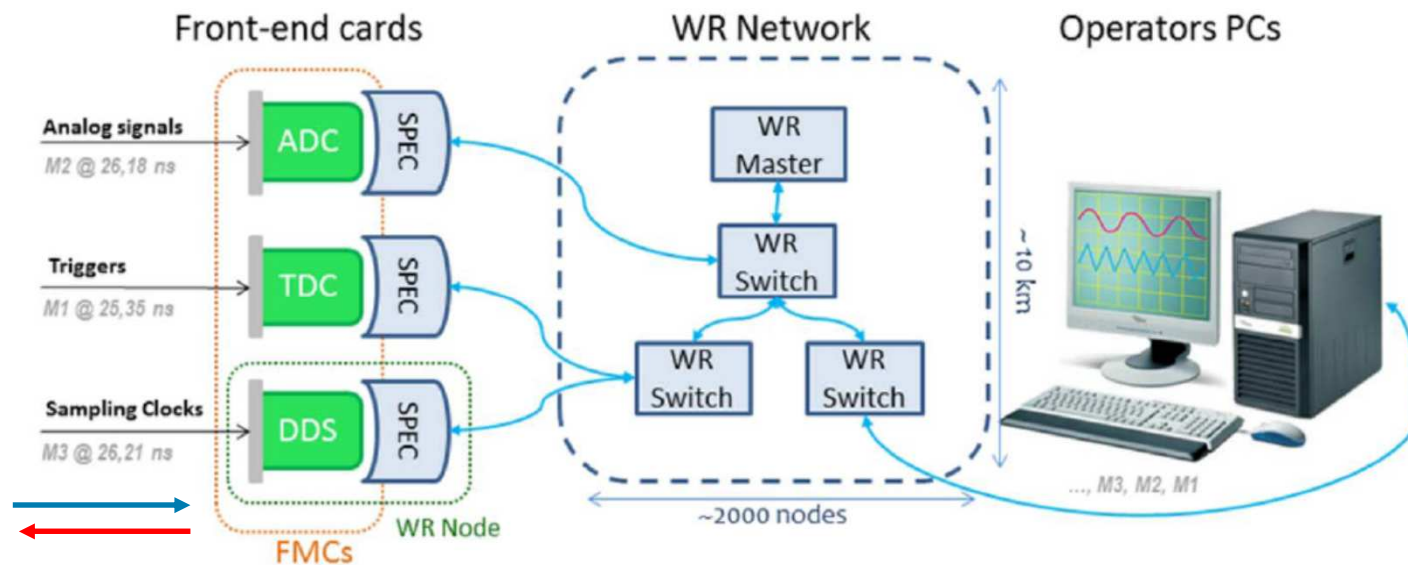 Front-end cards
WR Network
Operators PCs
Analog signals
M2 @ 26,18 ns
ADC
SPEC
Triggers
M1 @ 25,35 ns
TDC
SPEC
Sampling Clocks
M3 @ 26,21 ns
DDS
SPEC
WR Node
FMCs
WR
Master
WR
Switch
WR
Switch
WR
Switch
~10 km
~2000 nodes
..., M3, M2, M1